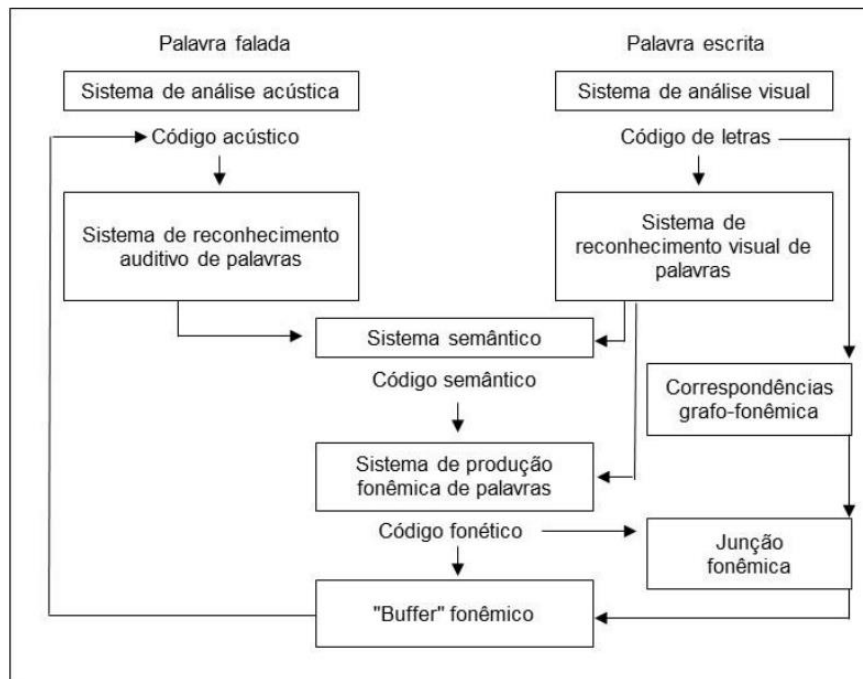 Palavra falada
Palavra escrita
Sistema de análise acústica
Sistema de análise visual
Código acústico
Código de letras
Sistema de reconhecimento
auditivo de palavras
Sistema de
reconhecimento visual de
palavras
Sistema semântico
Código semântico
Correspondências
grafo-fonêmica
Sistema de produção
fonêmica de palavras
Código fonético
Junção
fonêmica
"Buffer" fonêmico